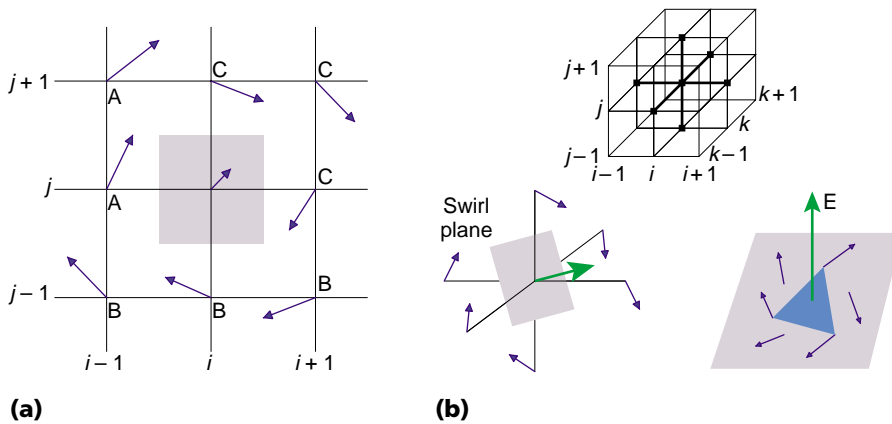 j + 1
A
C
C
j
A
C
j – 1
B
B
B
i – 1
i
i + 1
(a)
j + 1
j
j – 1
i – 1
i
i + 1
k – 1
k
k + 1
Swirl
plane
E
(b)